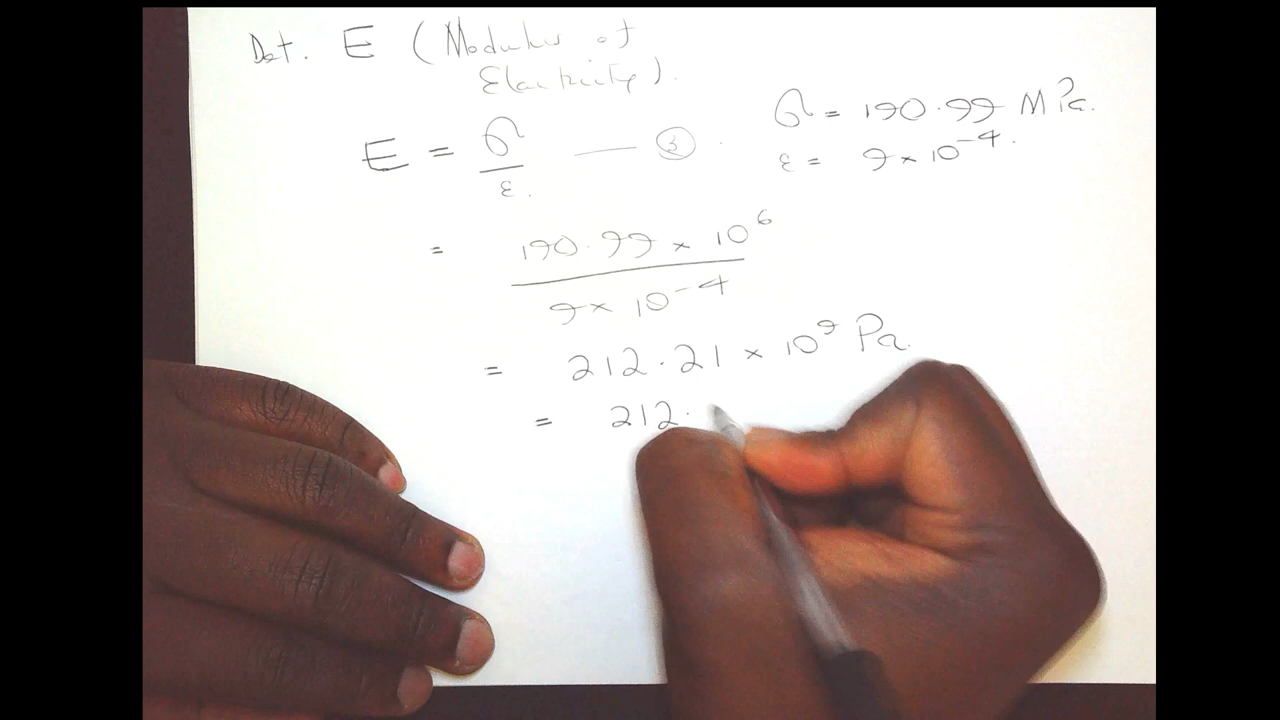 Det. E (Modulus of
Elasticity).
σ = 190.99 MPa.
ε = 9 × 10⁻⁴.
E = σ/ε. — ③
= 190.99 × 10⁶ / 9 × 10⁻⁴
= 212.21 × 10⁹ Pa.
= 212.